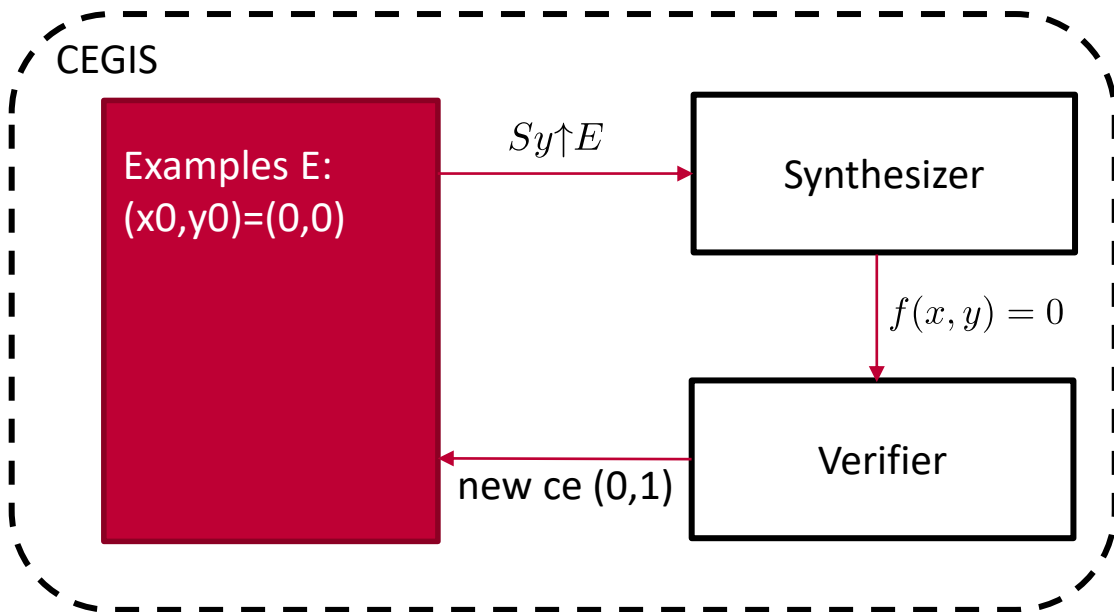 CEGIS
Examples E:
(x0,y0)=(0,0)
Sy↑E
Synthesizer
f(x, y) = 0
Verifier
new ce (0,1)